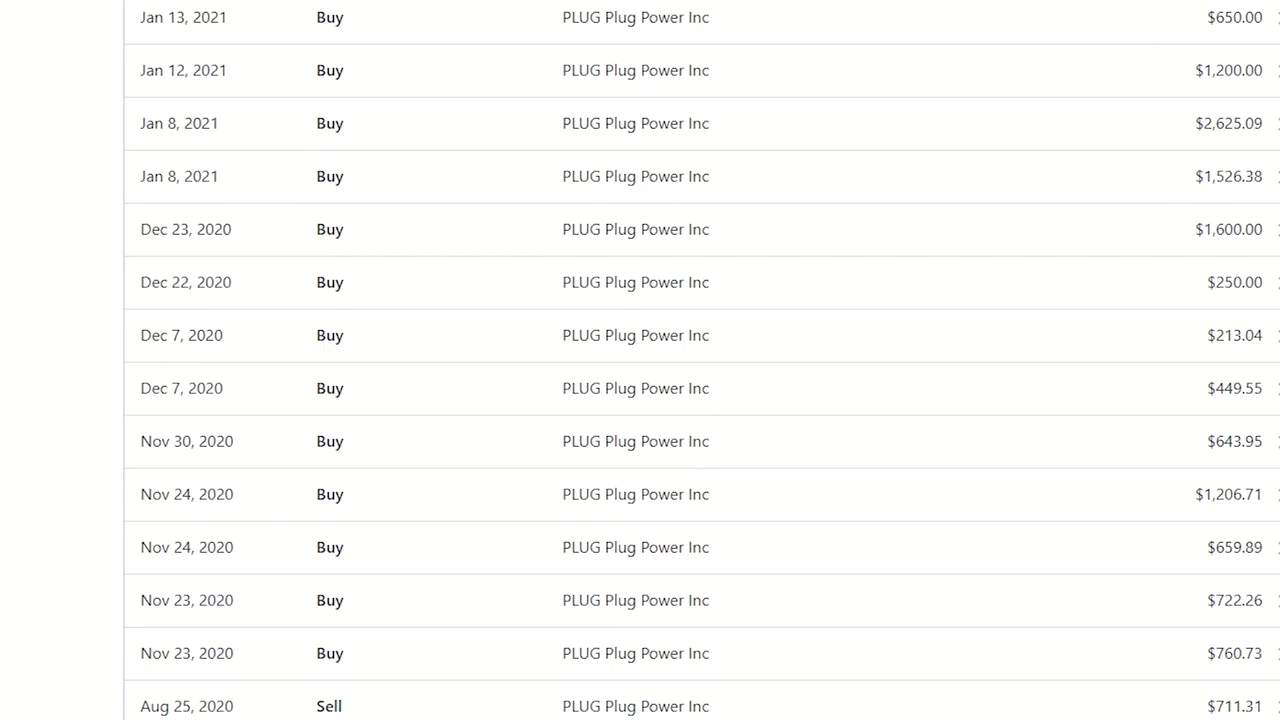 Jan 13, 2021 Buy PLUG Plug Power Inc $650.00
Jan 12, 2021 Buy PLUG Plug Power Inc $1,200.00
Jan 8, 2021 Buy PLUG Plug Power Inc $2,625.09
Jan 8, 2021 Buy PLUG Plug Power Inc $1,526.38
Dec 23, 2020 Buy PLUG Plug Power Inc $1,600.00
Dec 22, 2020 Buy PLUG Plug Power Inc $250.00
Dec 7, 2020 Buy PLUG Plug Power Inc $213.04
Dec 7, 2020 Buy PLUG Plug Power Inc $449.55
Nov 30, 2020 Buy PLUG Plug Power Inc $643.95
Nov 24, 2020 Buy PLUG Plug Power Inc $1,206.71
Nov 24, 2020 Buy PLUG Plug Power Inc $659.89
Nov 23, 2020 Buy PLUG Plug Power Inc $722.26
Nov 23, 2020 Buy PLUG Plug Power Inc $760.73
Aug 25, 2020 Sell PLUG Plug Power Inc $711.31